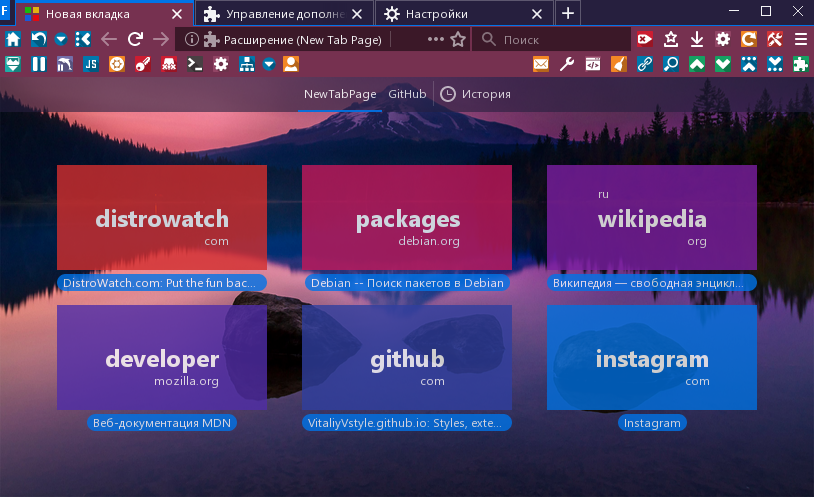 F
Новая вкладка
Управление дополне
Настройки
Расширение (New Tab Page)
Поиск
JS
C
NewTabPage
GitHub
История
distrowatch
com
packages
debian.org
ru
wikipedia
org
DistroWatch.com: Put the fun bac...
Debian -- Поиск пакетов в Debian
Википедия — свободная энцикл...
developer
mozilla.org
github
com
instagram
com
Веб-документация MDN
VitaliyVstyle.github.io: Styles, exte...
Instagram